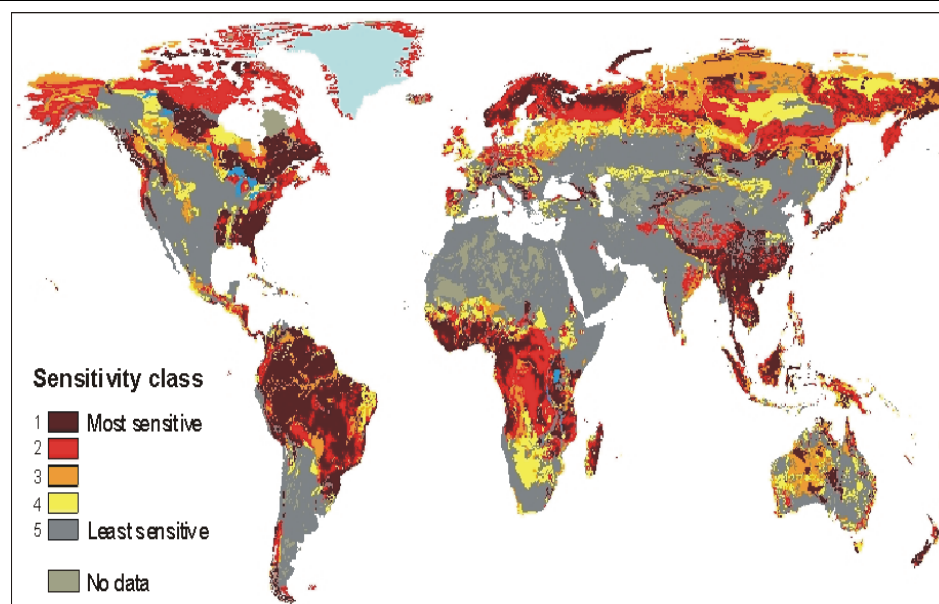 Sensitivity class
1 Most sensitive
2
3
4
5 Least sensitive
No data